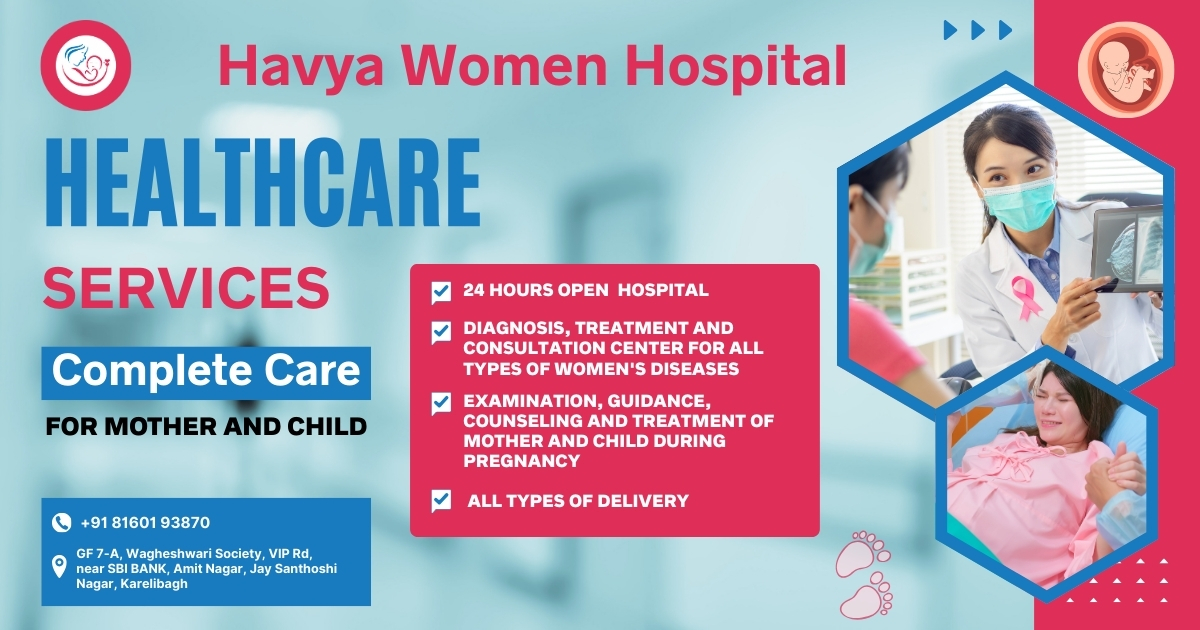 Havya Women Hospital
HEALTHCARE
SERVICES
Complete Care
FOR MOTHER AND CHILD
24 HOURS OPEN HOSPITAL
DIAGNOSIS, TREATMENT AND
CONSULTATION CENTER FOR ALL
TYPES OF WOMEN'S DISEASES
EXAMINATION, GUIDANCE,
COUNSELING AND TREATMENT OF
MOTHER AND CHILD DURING
PREGNANCY
ALL TYPES OF DELIVERY
+91 81601 93870
GF 7-A, Wagheshwari Society, VIP Rd,
near SBI BANK, Amit Nagar, Jay Santhoshi
Nagar, Karelibagh